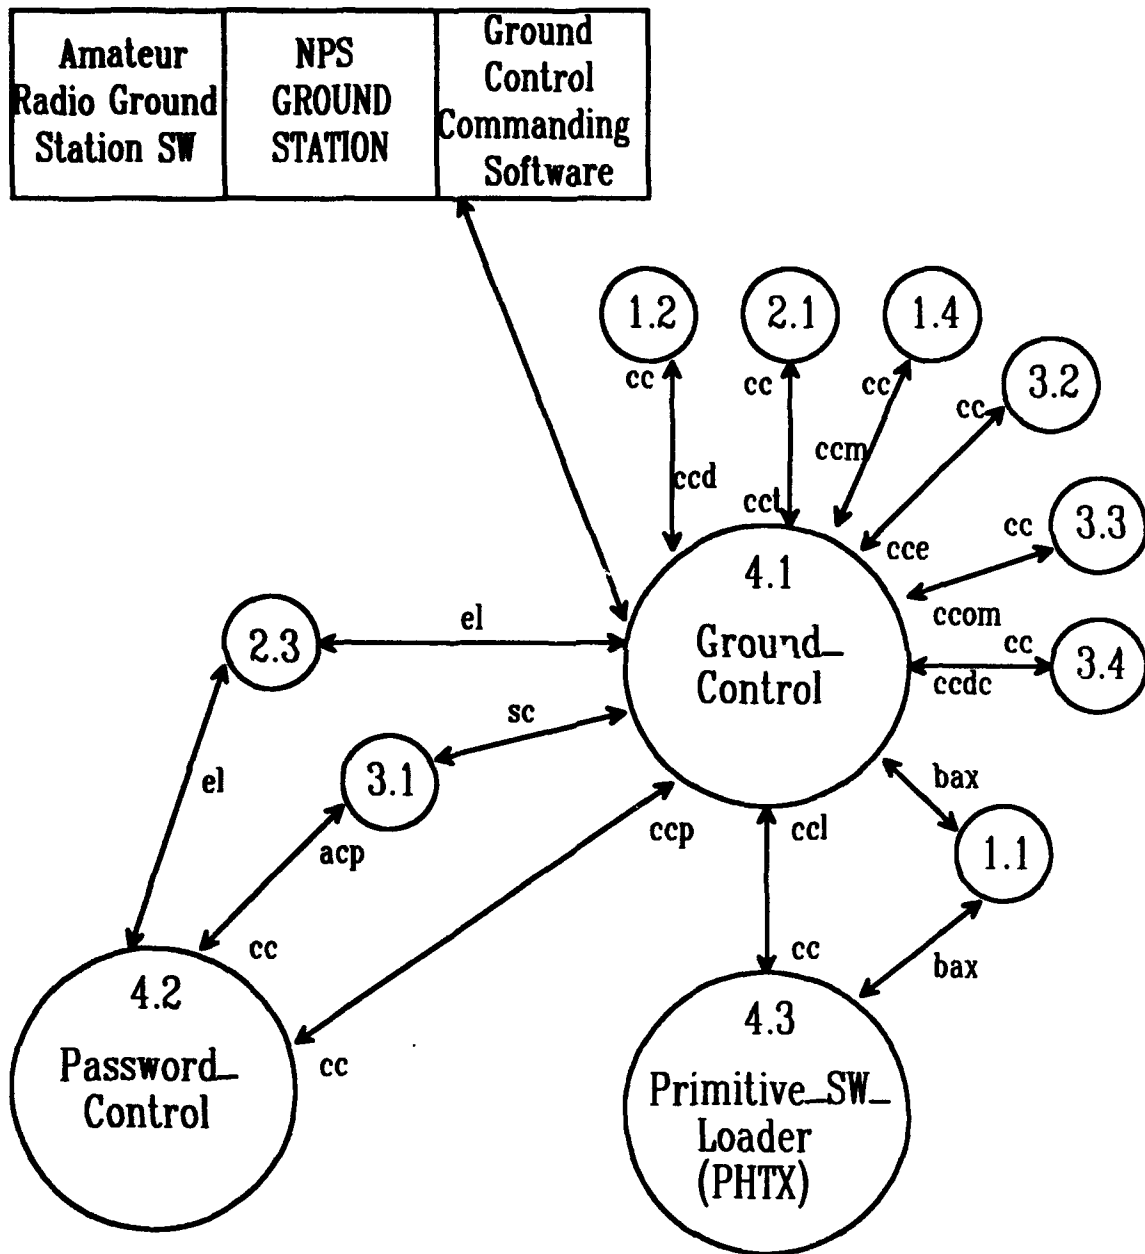 Amateur
Radio Ground
Station SW
NPS
GROUND
STATION
Ground
Control
Commanding
Software
1.2
2.1
1.4
3.2
cc
cc
cc
cc
ccd
cct
ccm
cce
3.3
cc
ccom
3.4
cc
ccdc
4.1
Ground_
Control
2.3
el
3.1
sc
el
acp
ccp
ccl
bax
1.1
bax
cc
cc
cc
4.2
Password_
Control
4.3
Primitive_SW_
Loader
(PHTX)